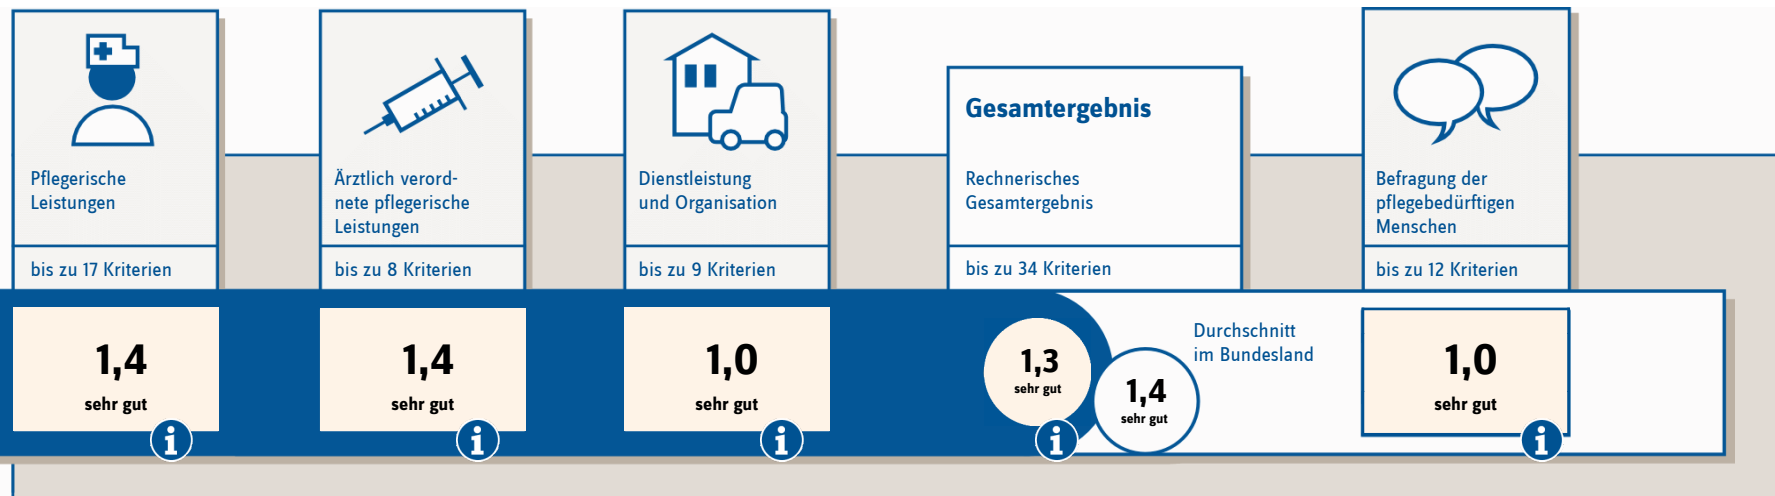 Pflegerische
Leistungen
bis zu 17 Kriterien
1,4
sehr gut
i
Ärztlich verord-
nete pflegerische
Leistungen
bis zu 8 Kriterien
1,4
sehr gut
i
Dienstleistung
und Organisation
bis zu 9 Kriterien
1,0
sehr gut
i
Gesamtergebnis
Rechnerisches
Gesamtergebnis
bis zu 34 Kriterien
1,3
sehr gut
i
1,4
sehr gut
Durchschnitt
im Bundesland
Befragung der
pflegebedürftigen
Menschen
bis zu 12 Kriterien
1,0
sehr gut
i